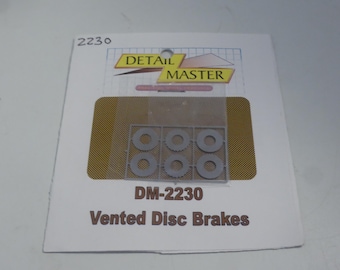 2230
DETAIL
MASTER
DM-2230
Vented Disc Brakes